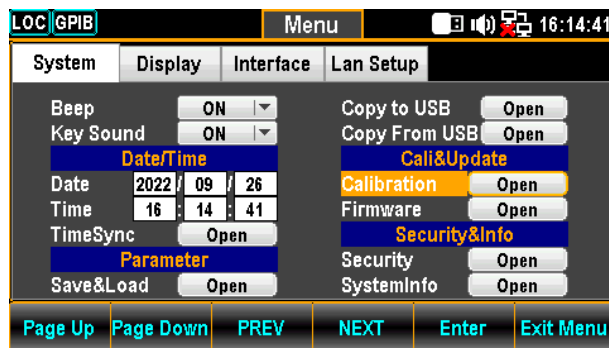 LOC GPIB Menu 16:14:41
System Display Interface Lan Setup
Beep ON Copy to USB Open
Key Sound ON Copy From USB Open
Date/Time Cali&Update
Date 2022 / 09 / 26 Calibration Open
Time 16 : 14 : 41 Firmware Open
TimeSync Open Security&Info
Parameter Security Open
Save&Load Open SystemInfo Open
Page Up Page Down PREV NEXT Enter Exit Menu